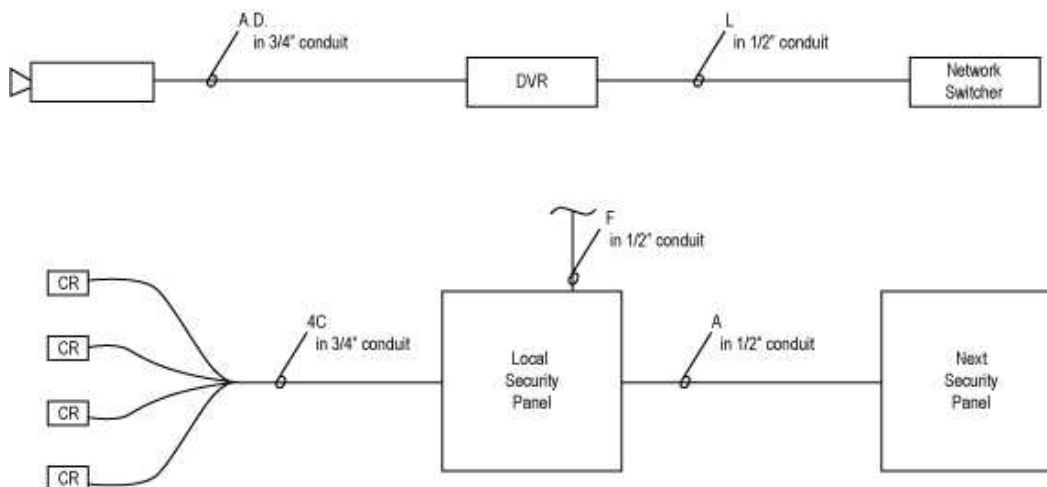 A.D.
in 3/4" conduit
L
in 1/2" conduit
DVR
Network
Switcher
F
in 1/2" conduit
CR
CR
CR
CR
4C
in 3/4" conduit
Local
Security
Panel
A
in 1/2" conduit
Next
Security
Panel